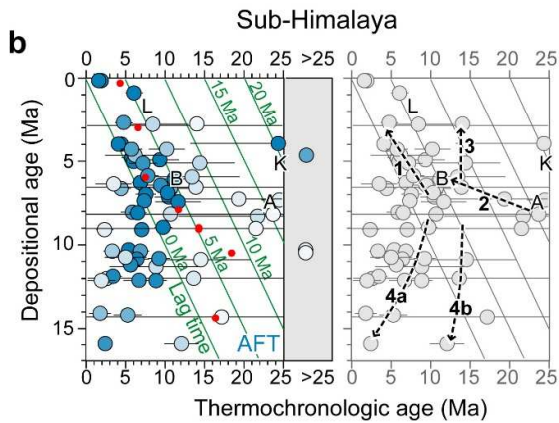 Sub-Himalaya
b
0 5 10 15 20 25 >25
0 5 10 15 20 25
Depositional age (Ma)
0
5
10
15
15 Ma
20 Ma
L
K
B
A
0 Ma
5 Ma
10 Ma
Lag time
AFT
0 5 10 15 20 25 >25
L
K
3
1
B
2
A
4a
4b
0 5 10 15 20 25
Thermochronologic age (Ma)